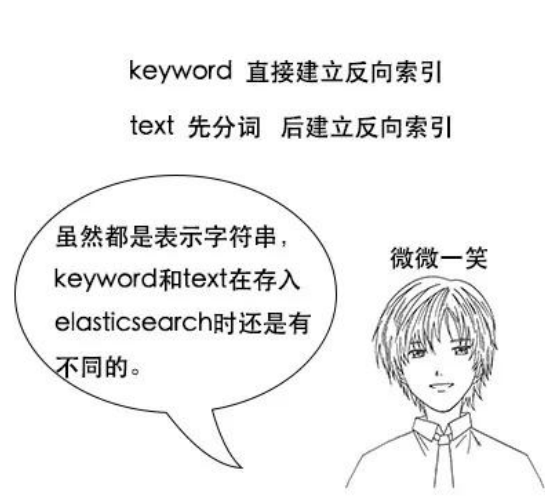 keyword 直接建立反向索引
text 先分词 后建立反向索引
虽然都是表示字符串，
keyword和text在存入
elasticsearch时还是有
不同的。
微微一笑